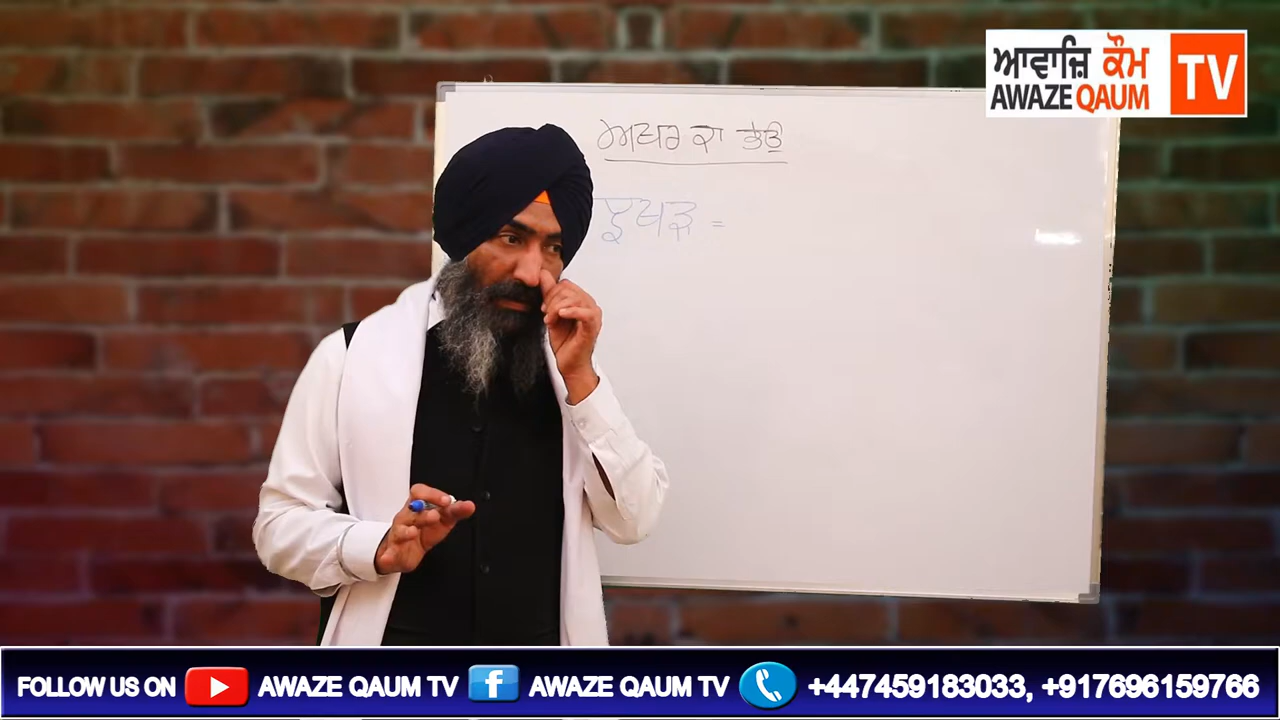 ਆਵਾਜ਼ਿ ਕੌਮ TV
AWAZE QAUM
ਅਖਰ ਕਾ ਭੇਉ
=
FOLLOW US ON AWAZE QAUM TV AWAZE QAUM TV +447459183033, +917696159766